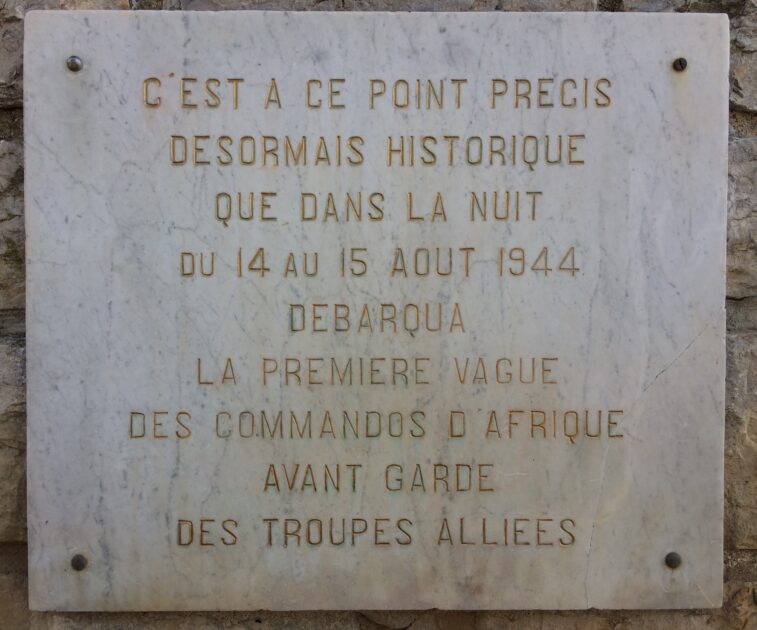 C'EST A CE POINT PRECIS
DESORMAIS HISTORIQUE
QUE DANS LA NUIT
DU 14 AU 15 AOUT 1944
DEBARQUA
LA PREMIERE VAGUE
DES COMMANDOS D'AFRIQUE
AVANT GARDE
DES TROUPES ALLIEES